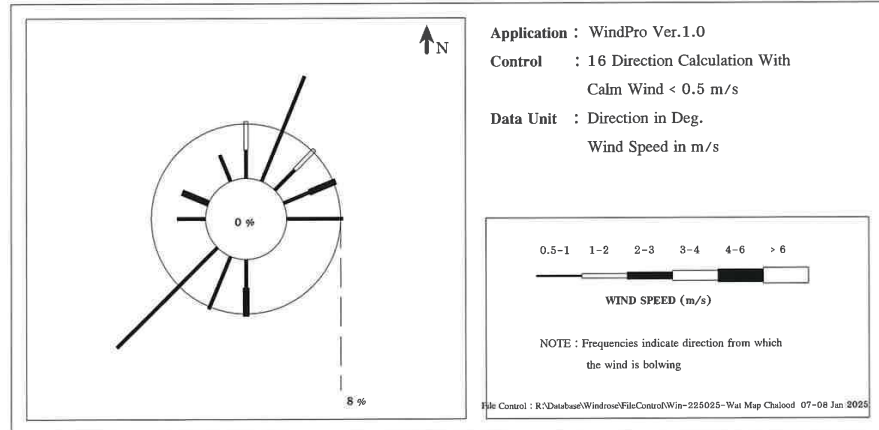 N
0 %
8 %
Application : WindPro Ver.1.0
Control : 16 Direction Calculation With
Calm Wind < 0.5 m/s
Data Unit : Direction in Deg.
Wind Speed in m/s
0.5-1 1-2 2-3 3-4 4-6 > 6
WIND SPEED (m/s)
NOTE : Frequencies indicate direction from which
the wind is bolwing
File Control : R:\Database\Windrose\FileControl\Win-225025-Wat Map Chalood 07-08 Jan 2025